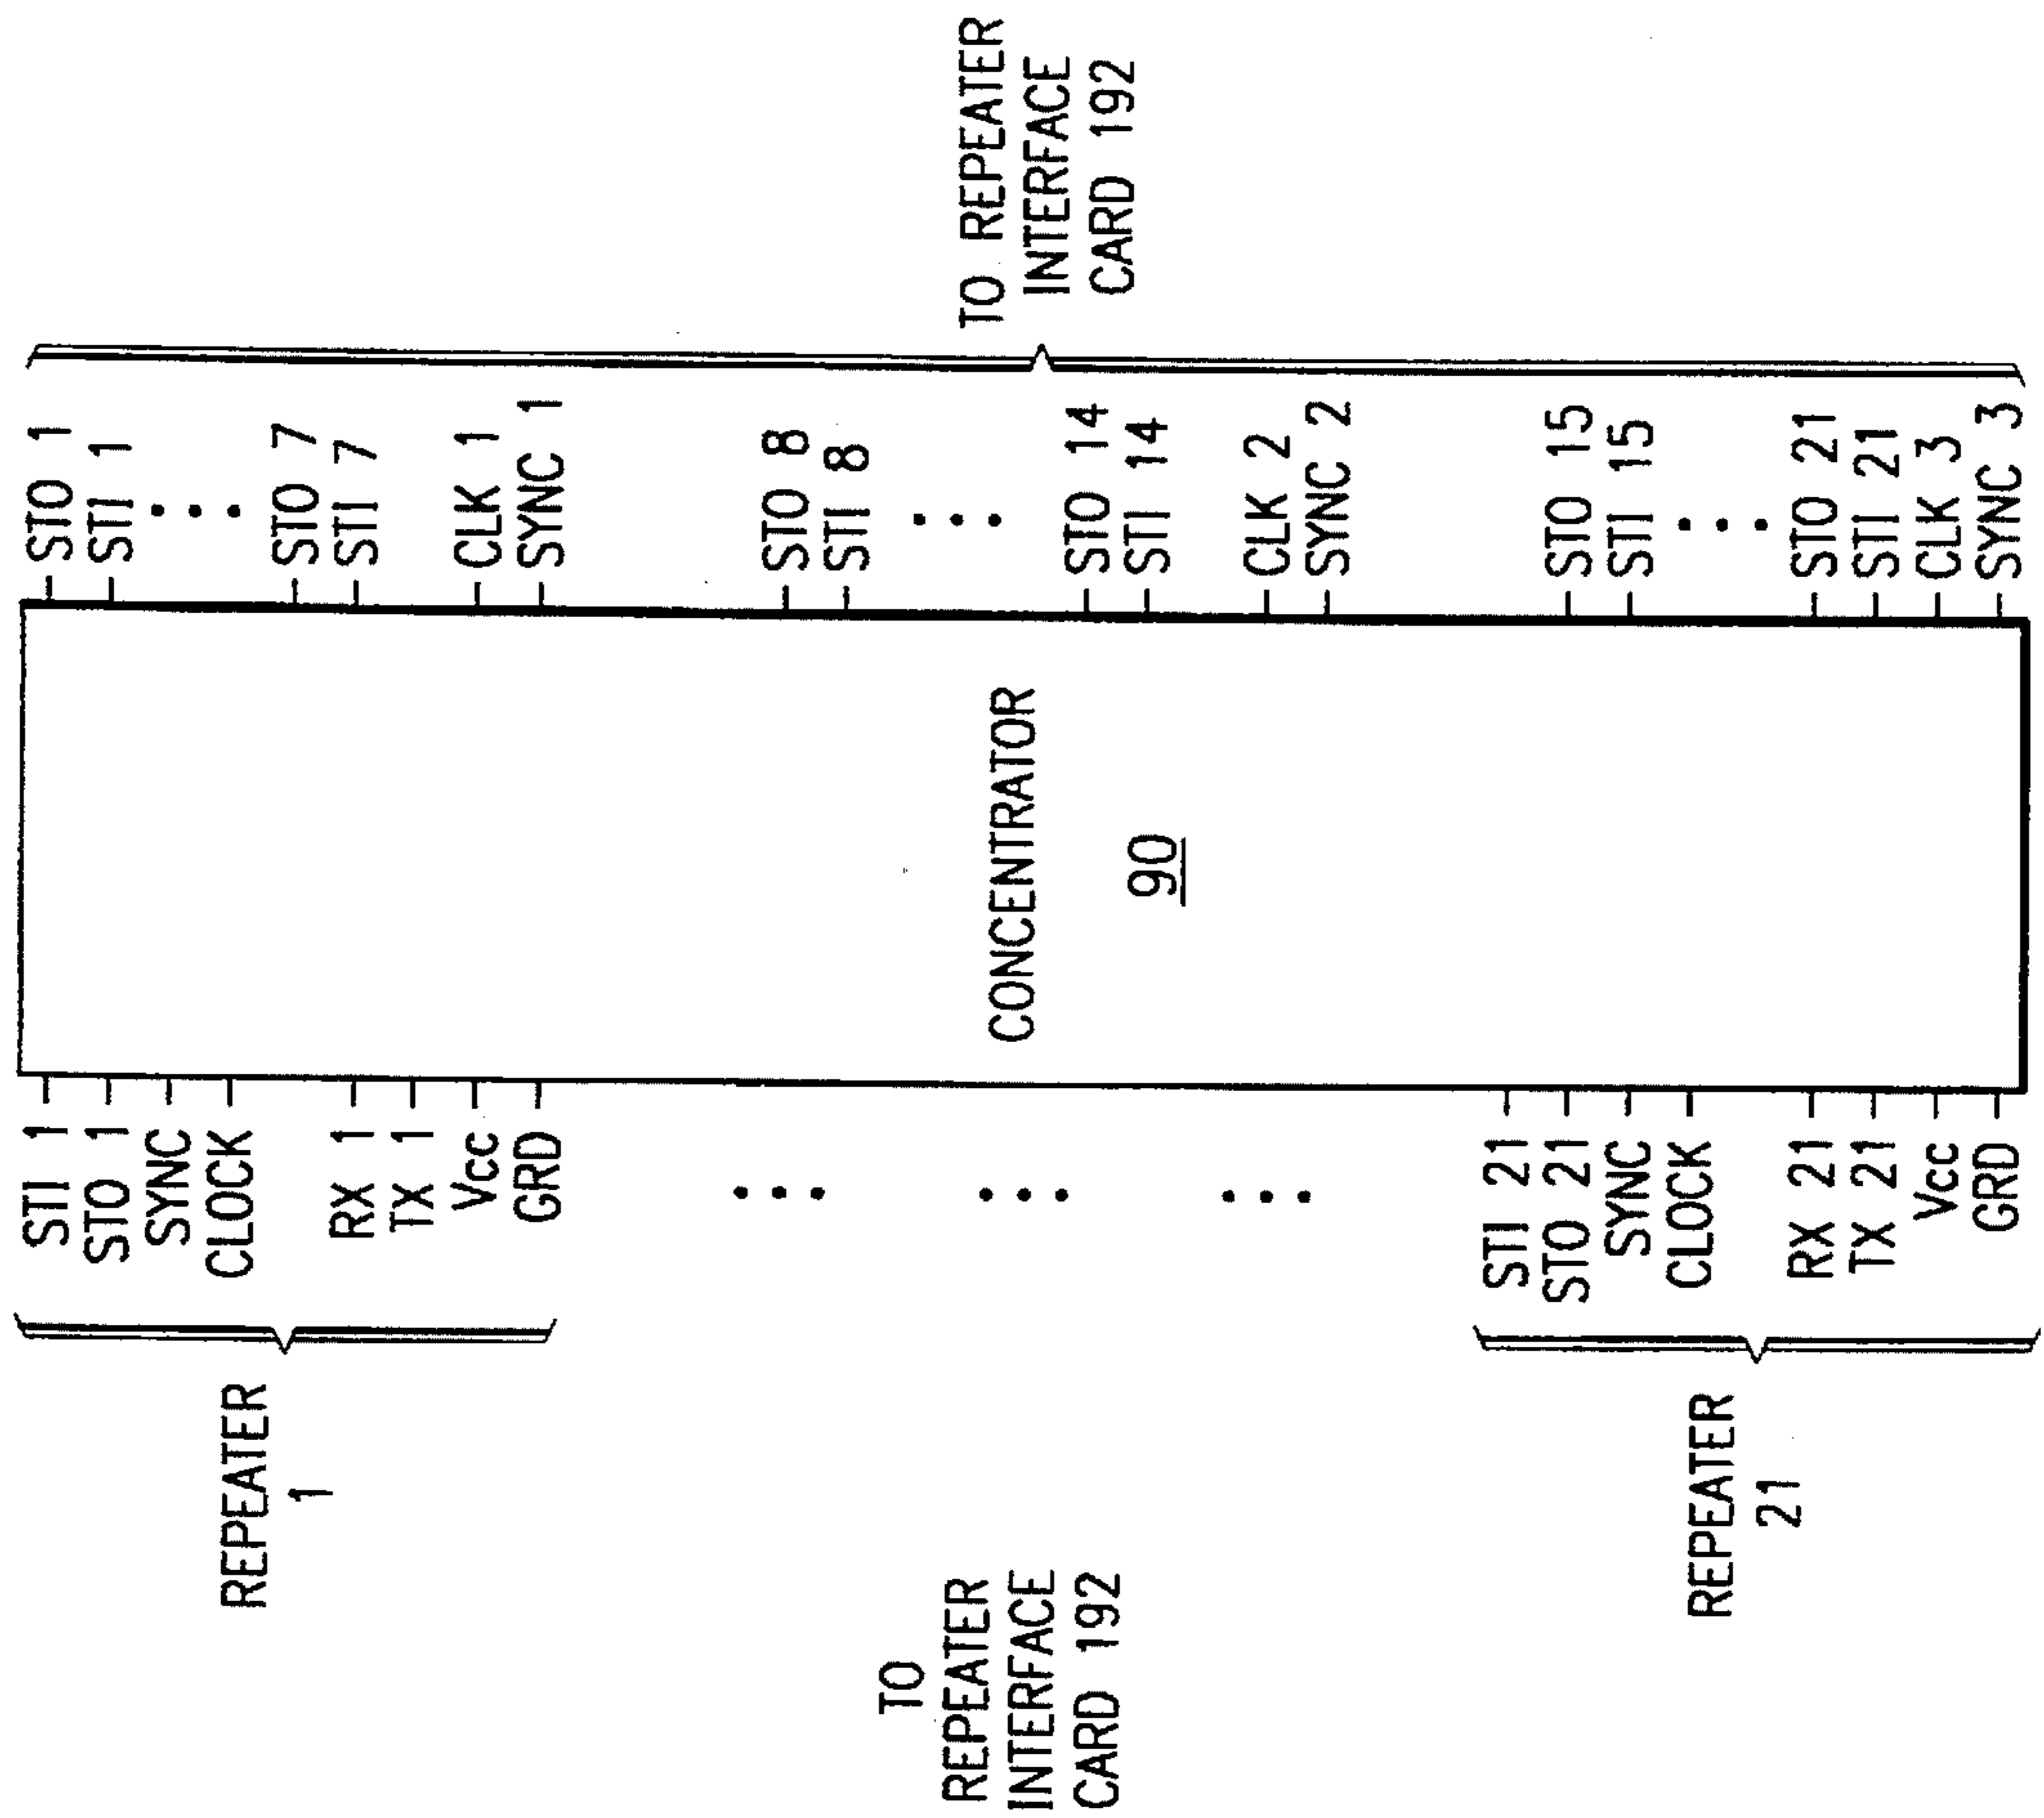 TO
REPEATER
INTERFACE
CARD 192
REPEATER
1
REPEATER
21
STI 1
STO 1
SYNC
CLOCK
RX 1
TX 1
Vcc
GRD
STI 21
STO 21
SYNC
CLOCK
RX 21
TX 21
Vcc
GRD
CONCENTRATOR
90
STO 1
STI 1
STO 7
STI 7
CLK 1
SYNC 1
STO 8
STI 8
STO 14
STI 14
CLK 2
SYNC 2
STO 15
STI 15
STO 21
STI 21
CLK 3
SYNC 3
TO REPEATER
INTERFACE
CARD 192